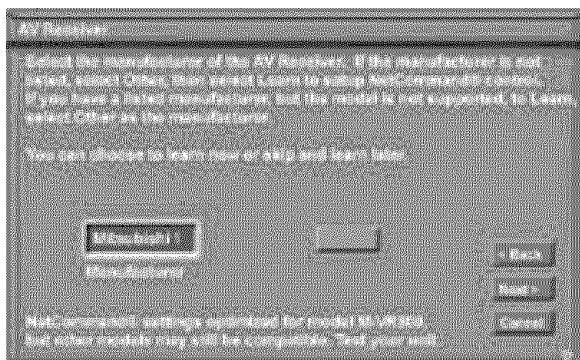 AV Receiver
Select the manufacturer of the AV Receiver. If the manufacturer is not
listed, select Other, then select Learn to setup NetCommand® control.
If you have a listed manufacturer, but the model is not supported, to Learn,
select Other as the manufacturer.
You can choose to learn now or skip and learn later.
Mitsubishi 1
Manufacturer
< Back
Next >
Cancel
NetCommand® settings optimized for model M-VR
but other models may still be compatible. Test your unit.